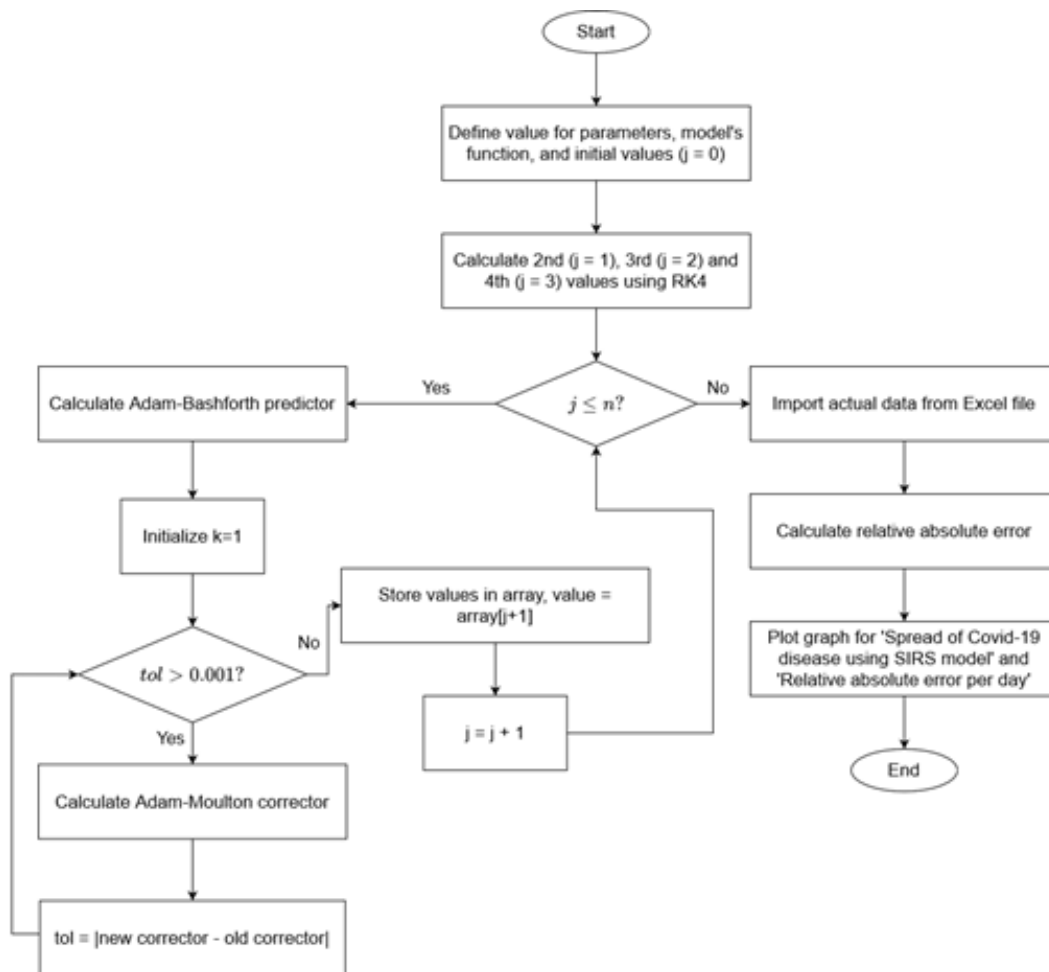 Start
Define value for parameters, model's
function, and initial values (j = 0)
Calculate 2nd (j = 1), 3rd (j = 2) and
4th (j = 3) values using RK4
j ≤ n?
Yes
No
Calculate Adam-Bashforth predictor
Initialize k=1
tol > 0.001?
No
Yes
Store values in array, value =
array[j+1]
j = j + 1
Calculate Adam-Moulton corrector
tol = |new corrector - old corrector|
Import actual data from Excel file
Calculate relative absolute error
Plot graph for 'Spread of Covid-19
disease using SIRS model' and
'Relative absolute error per day'
End